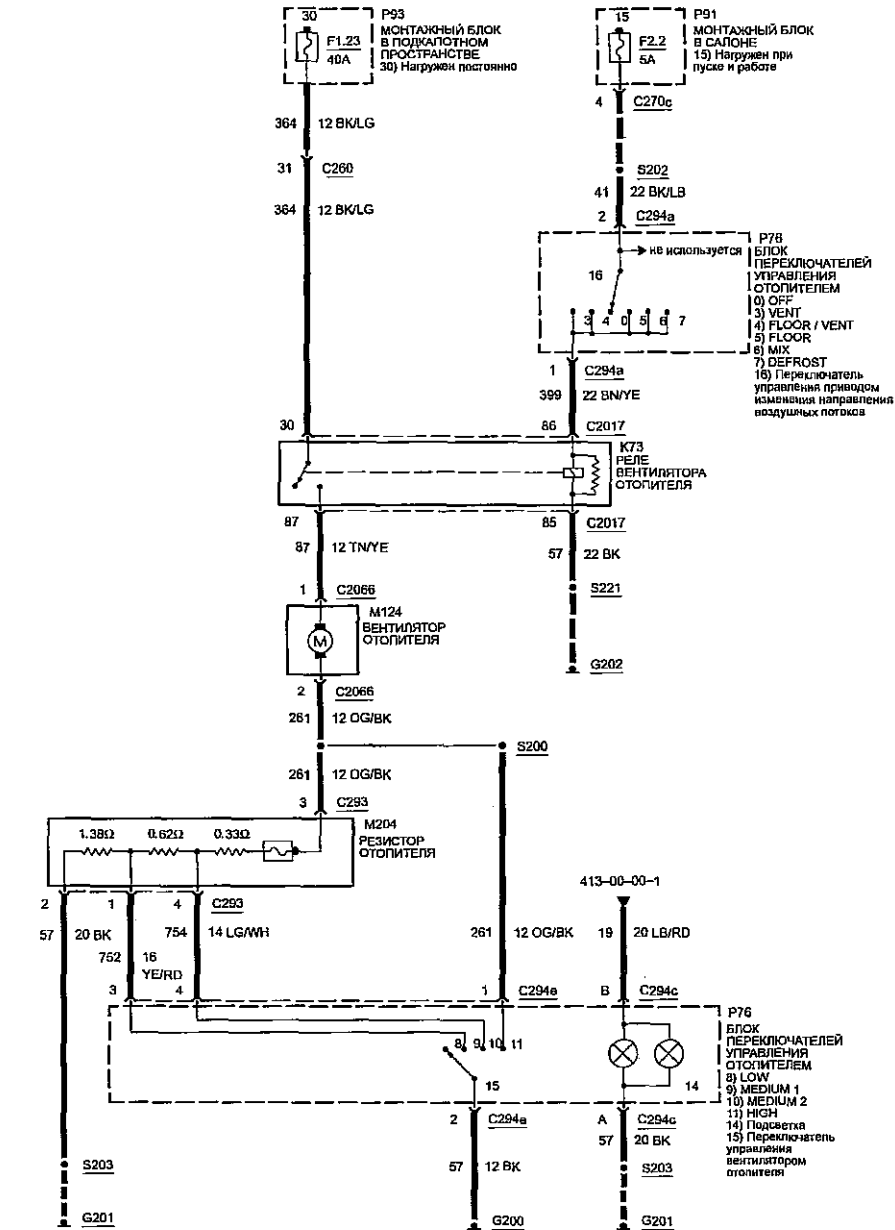 30
P93
МОНТАЖНЫЙ БЛОК
В ПОДКАПОТНОМ
ПРОСТРАНСТВЕ
30) Нагружен постоянно
F1.23
40A
15
P91
МОНТАЖНЫЙ БЛОК
В САЛОНЕ
15) Нагружен при
пуске и работе
F2.2
5A
4 C270c
364 12 BK/LG
31 C260
S202
41 22 BK/LB
364 12 BK/LG
2 C294a
не используется
16
3 4 0 5 6 7
P76
БЛОК
ПЕРЕКЛЮЧАТЕЛЕЙ
УПРАВЛЕНИЯ
ОТОПИТЕЛЕМ
0) OFF
3) VENT
4) FLOOR / VENT
5) FLOOR
6) MIX
7) DEFROST
16) Переключатель
управления приводом
изменения направления
воздушных потоков
1 C294a
399 22 BN/YE
30
86 C2017
K73
РЕЛЕ
ВЕНТИЛЯТОРА
ОТОПИТЕЛЯ
87
85 C2017
87 12 TN/YE
57 22 BK
1 C2066
S221
M124
ВЕНТИЛЯТОР
ОТОПИТЕЛЯ
M
G202
2 C2066
261 12 OG/BK
S200
261 12 OG/BK
3 C293
M204
РЕЗИСТОР
ОТОПИТЕЛЯ
1.38Ω 0.62Ω 0.33Ω
413-00-00-1
2 1 4 C293
57 20 BK
754 14 LG/WH
261 12 OG/BK
19 20 LB/RD
752 16
YE/RD
3 4 1 C294e
B C294c
P76
БЛОК
ПЕРЕКЛЮЧАТЕЛЕЙ
УПРАВЛЕНИЯ
ОТОПИТЕЛЕМ
8) LOW
9) MEDIUM 1
10) MEDIUM 2
11) HIGH
14) Подсветка
15) Переключатель
управления
вентилятором
отопителя
8 9 10 11
15
14
2 C294e
A C294c
57 12 BK
57 20 BK
S203
S203
G201
G200
G201